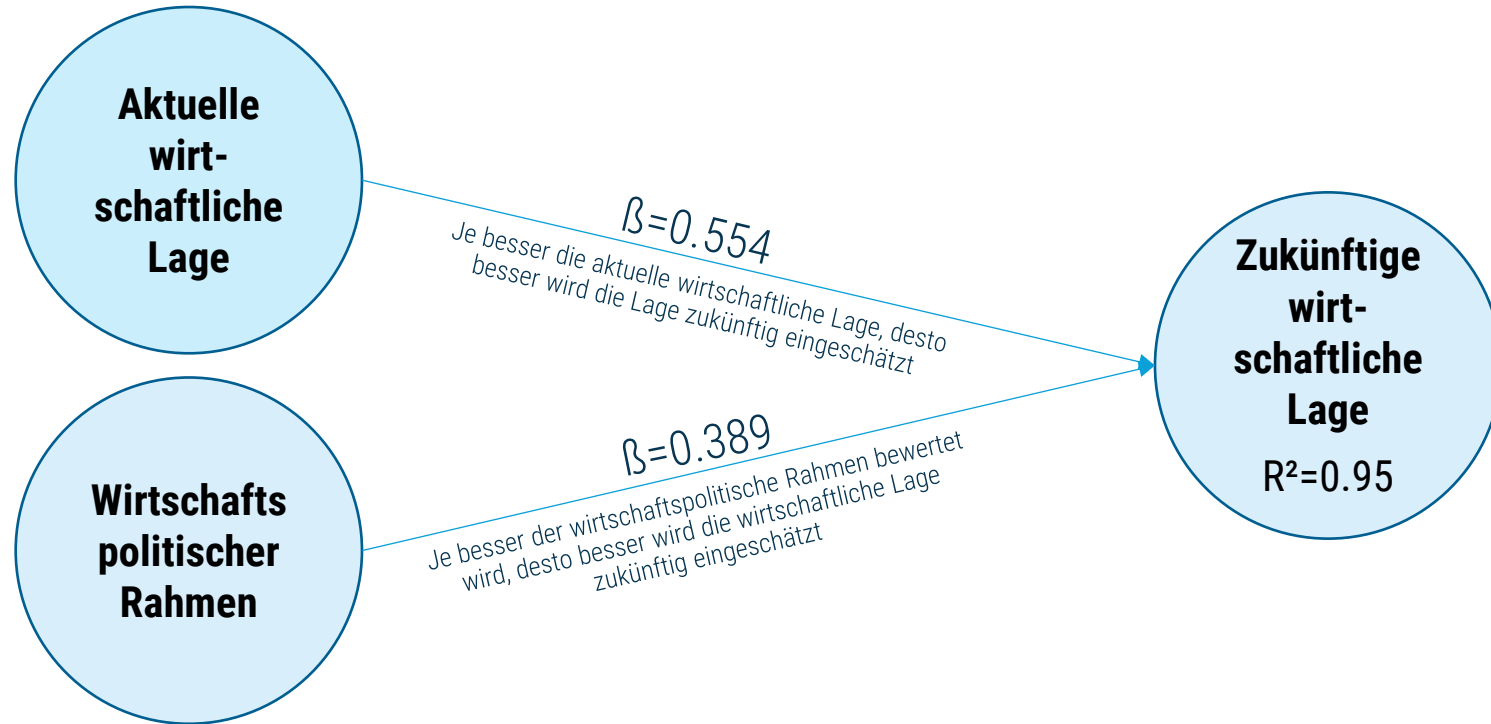 Aktuelle
wirt-
schaftliche
Lage
ß=0.554
Je besser die aktuelle wirtschaftliche Lage, desto
besser wird die Lage zukünftig eingeschätzt
Wirtschafts
politischer
Rahmen
ß=0.389
Je besser der wirtschaftspolitische Rahmen bewertet
wird, desto besser wird die wirtschaftliche Lage
zukünftig eingeschätzt
Zukünftige
wirt-
schaftliche
Lage
R²=0.95